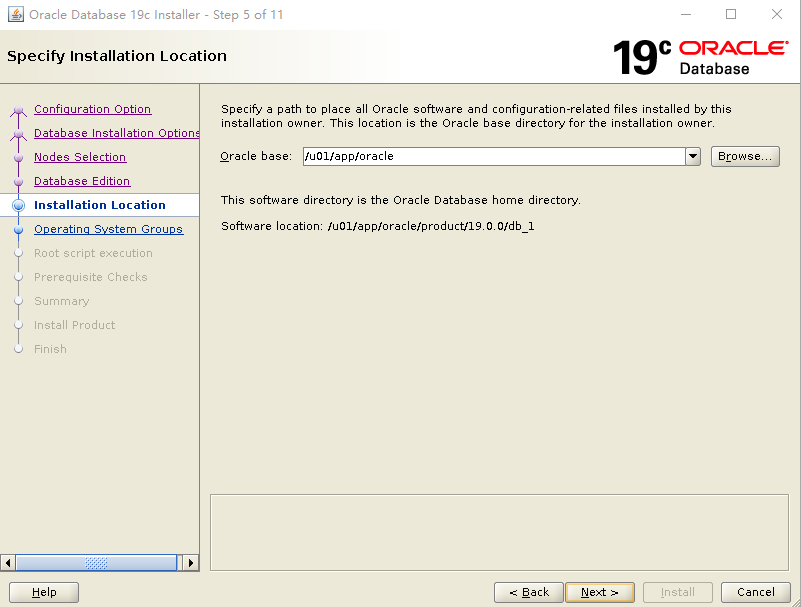 Oracle Database 19c Installer - Step 5 of 11
Specify Installation Location
19c ORACLE
Database
Configuration Option
Database Installation Options
Nodes Selection
Database Edition
Installation Location
Operating System Groups
Root script execution
Prerequisite Checks
Summary
Install Product
Finish
Specify a path to place all Oracle software and configuration-related files installed by this
installation owner. This location is the Oracle base directory for the installation owner.
Oracle base: /u01/app/oracle Browse...
This software directory is the Oracle Database home directory.
Software location: /u01/app/oracle/product/19.0.0/db_1
Help < Back Next > Install Cancel